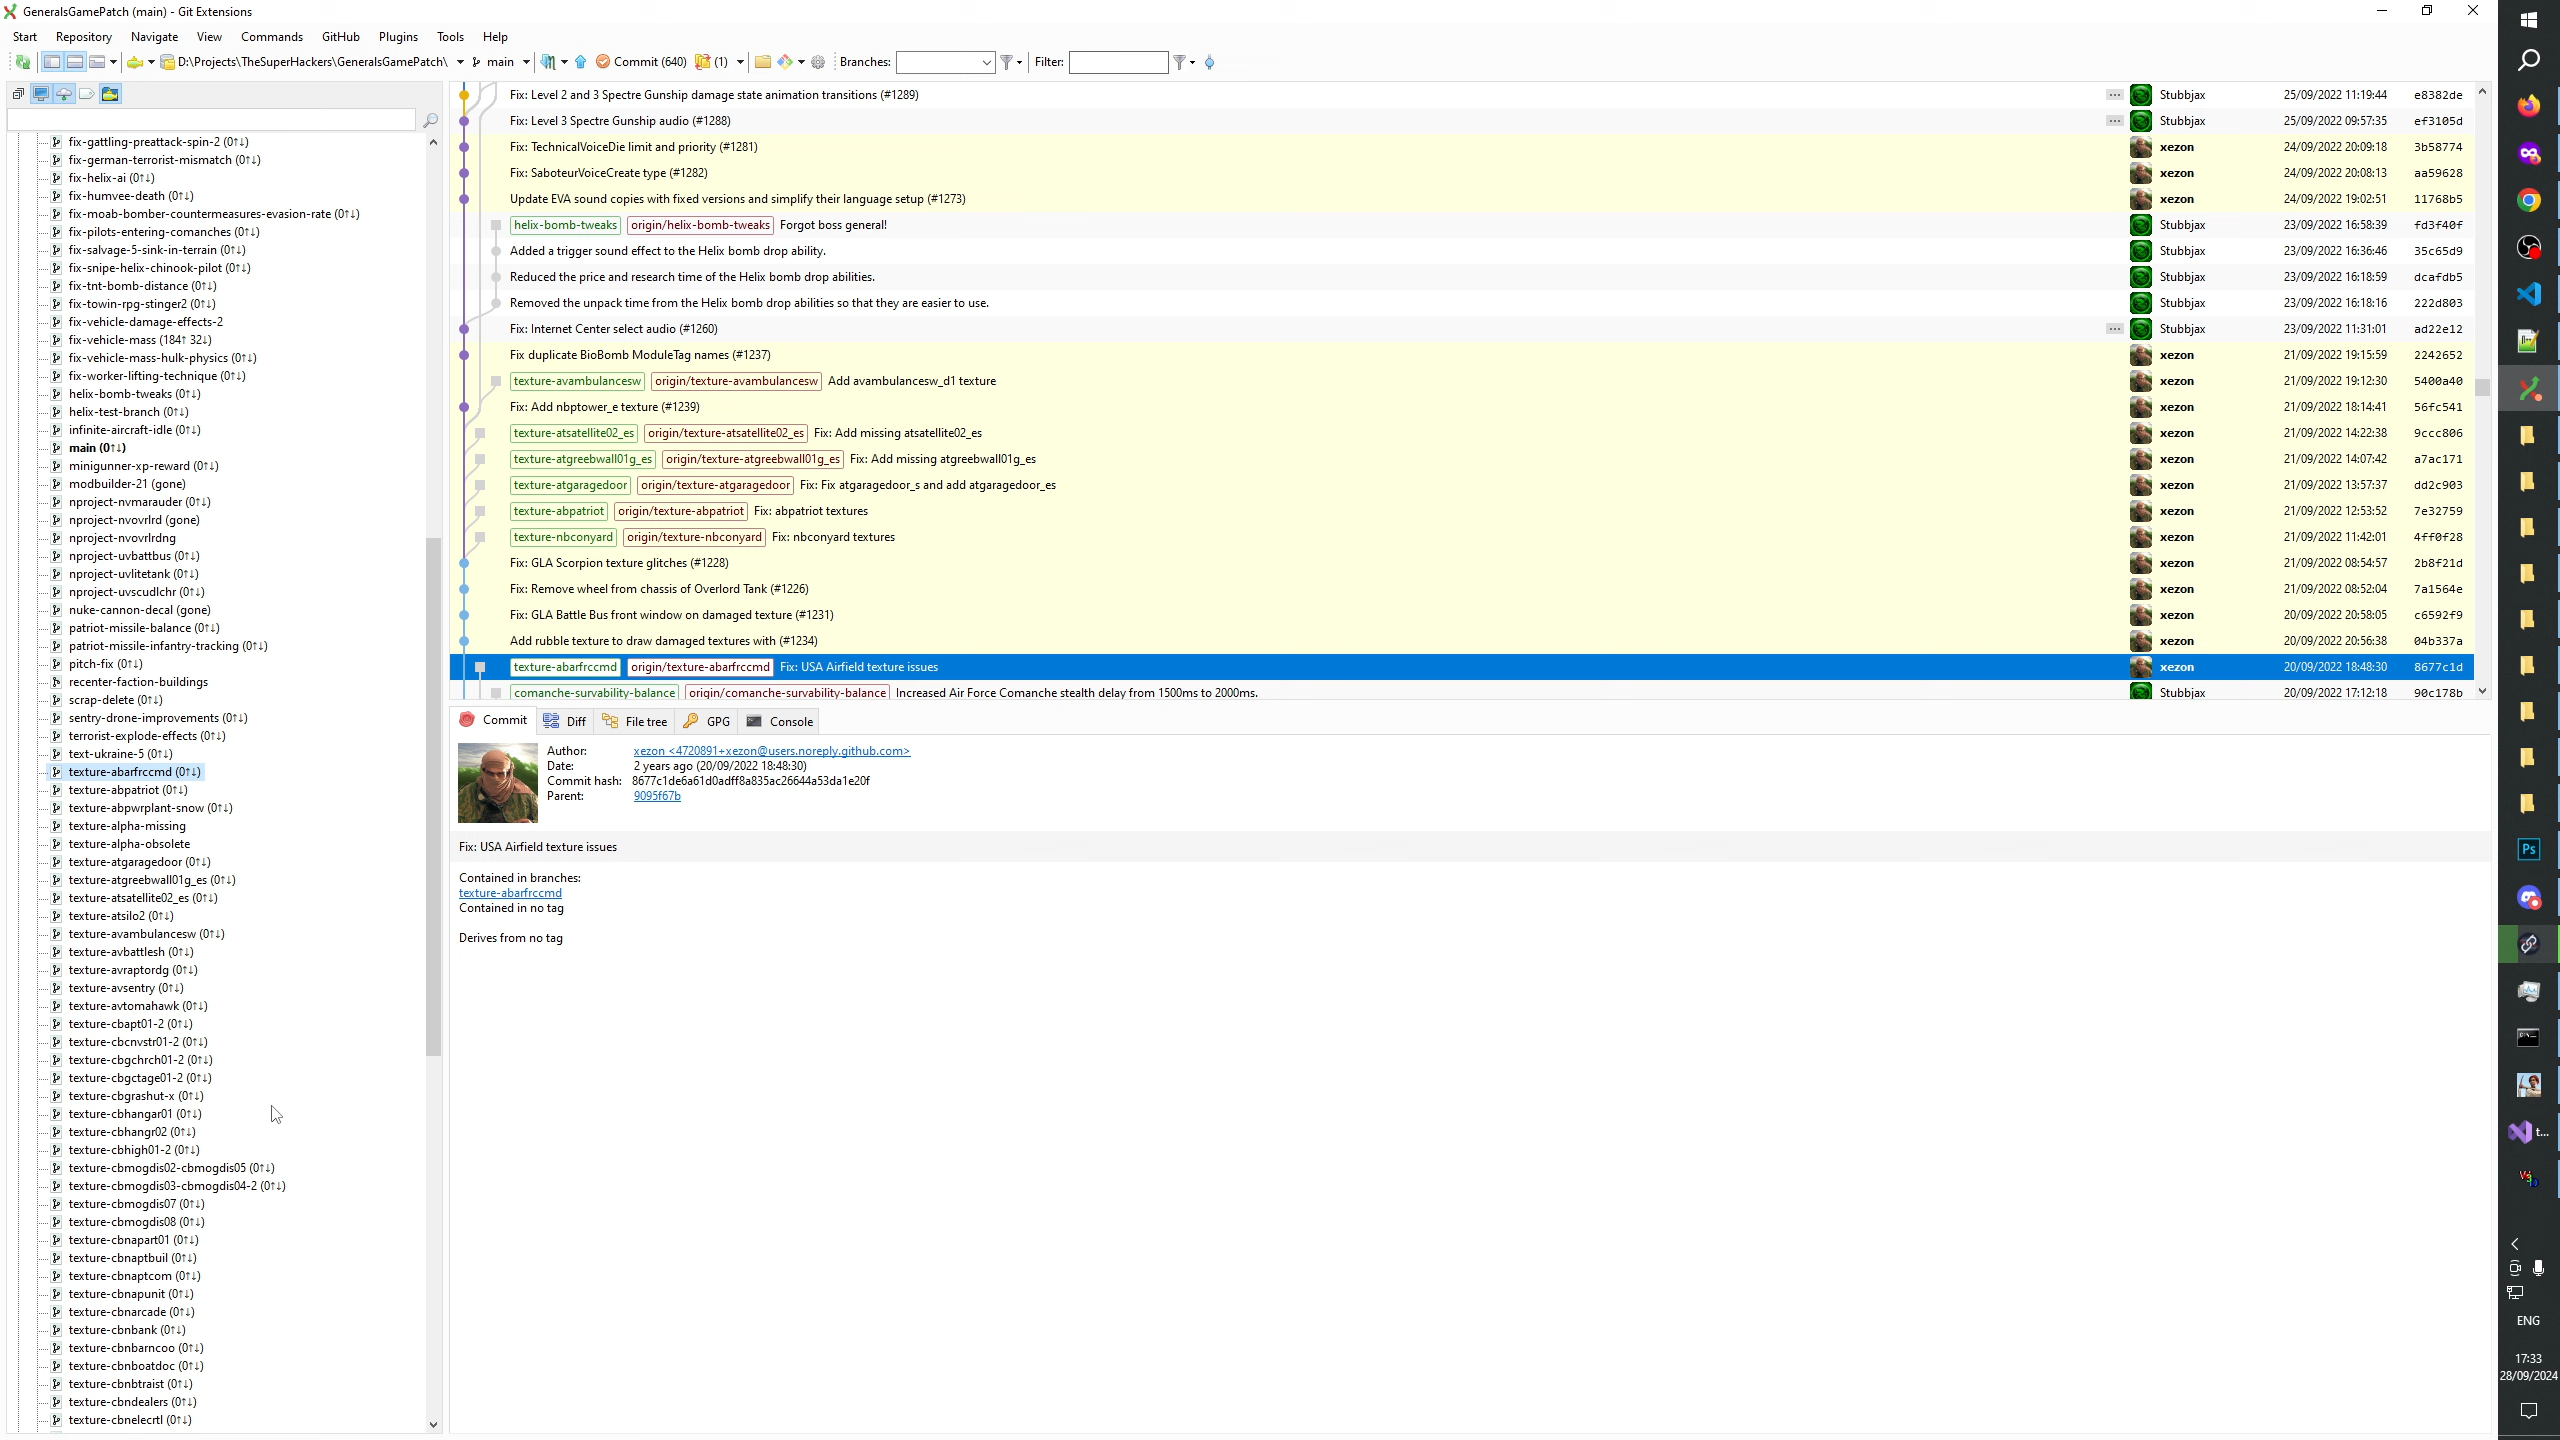 GeneralsGamePatch (main) - Git Extensions
Start Repository Navigate View Commands GitHub Plugins Tools Help
D:\Projects\TheSuperHackers\GeneralsGamePatch\ main Commit (640) (1) Branches: Filter:
fix-gattling-preattack-spin-2 (0↑↓)
fix-german-terrorist-mismatch (0↑↓)
fix-helix-ai (0↑↓)
fix-humvee-death (0↑↓)
fix-moab-bomber-countermeasures-evasion-rate (0↑↓)
fix-pilots-entering-comanches (0↑↓)
fix-salvage-5-sink-in-terrain (0↑↓)
fix-snipe-helix-chinook-pilot (0↑↓)
fix-tnt-bomb-distance (0↑↓)
fix-towin-rpg-stinger2 (0↑↓)
fix-vehicle-damage-effects-2
fix-vehicle-mass (184↑ 32↓)
fix-vehicle-mass-hulk-physics (0↑↓)
fix-worker-lifting-technique (0↑↓)
helix-bomb-tweaks (0↑↓)
helix-test-branch (0↑↓)
infinite-aircraft-idle (0↑↓)
main (0↑↓)
minigunner-xp-reward (0↑↓)
modbuilder-21 (gone)
nproject-nvmarauder (0↑↓)
nproject-nvovrlrd (gone)
nproject-nvovrlrdng
nproject-uvbattbus (0↑↓)
nproject-uvlitetank (0↑↓)
nproject-uvscudlchr (0↑↓)
nuke-cannon-decal (gone)
patriot-missile-balance (0↑↓)
patriot-missile-infantry-tracking (0↑↓)
pitch-fix (0↑↓)
recenter-faction-buildings
scrap-delete (0↑↓)
sentry-drone-improvements (0↑↓)
terrorist-explode-effects (0↑↓)
text-ukraine-5 (0↑↓)
texture-abarfrccmd (0↑↓)
texture-abpatriot (0↑↓)
texture-abpwrplant-snow (0↑↓)
texture-alpha-missing
texture-alpha-obsolete
texture-atgaragedoor (0↑↓)
texture-atgreebwall01g_es (0↑↓)
texture-atsatellite02_es (0↑↓)
texture-atsilo2 (0↑↓)
texture-avambulancesw (0↑↓)
texture-avbattlesh (0↑↓)
texture-avraptordg (0↑↓)
texture-avsentry (0↑↓)
texture-avtomahawk (0↑↓)
texture-cbapt01-2 (0↑↓)
texture-cbcnvstr01-2 (0↑↓)
texture-cbgchrch01-2 (0↑↓)
texture-cbgctage01-2 (0↑↓)
texture-cbgrashut-x (0↑↓)
texture-cbhangar01 (0↑↓)
texture-cbhangr02 (0↑↓)
texture-cbhigh01-2 (0↑↓)
texture-cbmogdis02-cbmogdis05 (0↑↓)
texture-cbmogdis03-cbmogdis04-2 (0↑↓)
texture-cbmogdis07 (0↑↓)
texture-cbmogdis08 (0↑↓)
texture-cbnapart01 (0↑↓)
texture-cbnaptbuil (0↑↓)
texture-cbnaptcom (0↑↓)
texture-cbnapunit (0↑↓)
texture-cbnarcade (0↑↓)
texture-cbnbank (0↑↓)
texture-cbnbarncoo (0↑↓)
texture-cbnboatdoc (0↑↓)
texture-cbnbtraist (0↑↓)
texture-cbndealers (0↑↓)
texture-cbnelecrtl (0↑↓)
Fix: Level 2 and 3 Spectre Gunship damage state animation transitions (#1289) ... Stubbjax 25/09/2022 11:19:44 e8382de
Fix: Level 3 Spectre Gunship audio (#1288) ... Stubbjax 25/09/2022 09:57:35 ef3105d
Fix: TechnicalVoiceDie limit and priority (#1281) xezon 24/09/2022 20:09:18 3b58774
Fix: SaboteurVoiceCreate type (#1282) xezon 24/09/2022 20:08:13 aa59628
Update EVA sound copies with fixed versions and simplify their language setup (#1273) xezon 24/09/2022 19:02:51 11768b5
helix-bomb-tweaks origin/helix-bomb-tweaks Forgot boss general! Stubbjax 23/09/2022 16:58:39 fd3f40f
Added a trigger sound effect to the Helix bomb drop ability. Stubbjax 23/09/2022 16:36:46 35c65d9
Reduced the price and research time of the Helix bomb drop abilities. Stubbjax 23/09/2022 16:18:59 dcafdb5
Removed the unpack time from the Helix bomb drop abilities so that they are easier to use. Stubbjax 23/09/2022 16:18:16 222d803
Fix: Internet Center select audio (#1260) ... Stubbjax 23/09/2022 11:31:01 ad22e12
Fix duplicate BioBomb ModuleTag names (#1237) xezon 21/09/2022 19:15:59 2242652
texture-avambulancesw origin/texture-avambulancesw Add avambulancesw_d1 texture xezon 21/09/2022 19:12:30 5400a40
Fix: Add nbptower_e texture (#1239) xezon 21/09/2022 18:14:41 56fc541
texture-atsatellite02_es origin/texture-atsatellite02_es Fix: Add missing atsatellite02_es xezon 21/09/2022 14:22:38 9ccc806
texture-atgreebwall01g_es origin/texture-atgreebwall01g_es Fix: Add missing atgreebwall01g_es xezon 21/09/2022 14:07:42 a7ac171
texture-atgaragedoor origin/texture-atgaragedoor Fix: Fix atgaragedoor_s and add atgaragedoor_es xezon 21/09/2022 13:57:37 dd2c903
texture-abpatriot origin/texture-abpatriot Fix: abpatriot textures xezon 21/09/2022 12:53:52 7e32759
texture-nbconyard origin/texture-nbconyard Fix: nbconyard textures xezon 21/09/2022 11:42:01 4ff0f28
Fix: GLA Scorpion texture glitches (#1228) xezon 21/09/2022 08:54:57 2b8f21d
Fix: Remove wheel from chassis of Overlord Tank (#1226) xezon 21/09/2022 08:52:04 7a1564e
Fix: GLA Battle Bus front window on damaged texture (#1231) xezon 20/09/2022 20:58:05 c6592f9
Add rubble texture to draw damaged textures with (#1234) xezon 20/09/2022 20:56:38 04b337a
texture-abarfrccmd origin/texture-abarfrccmd Fix: USA Airfield texture issues xezon 20/09/2022 18:48:30 8677c1d
comanche-survability-balance origin/comanche-survability-balance Increased Air Force Comanche stealth delay from 1500ms to 2000ms. Stubbjax 20/09/2022 17:12:18 90c178b
Commit Diff File tree GPG Console
Author: xezon <4720891+xezon@users.noreply.github.com>
Date: 2 years ago (20/09/2022 18:48:30)
Commit hash: 8677c1de6a61d0adff8a835ac26644a53da1e20f
Parent: 9095f67b
Fix: USA Airfield texture issues
Contained in branches:
texture-abarfrccmd
Contained in no tag
Derives from no tag
Ps
t...
ENG
17:33
28/09/2024